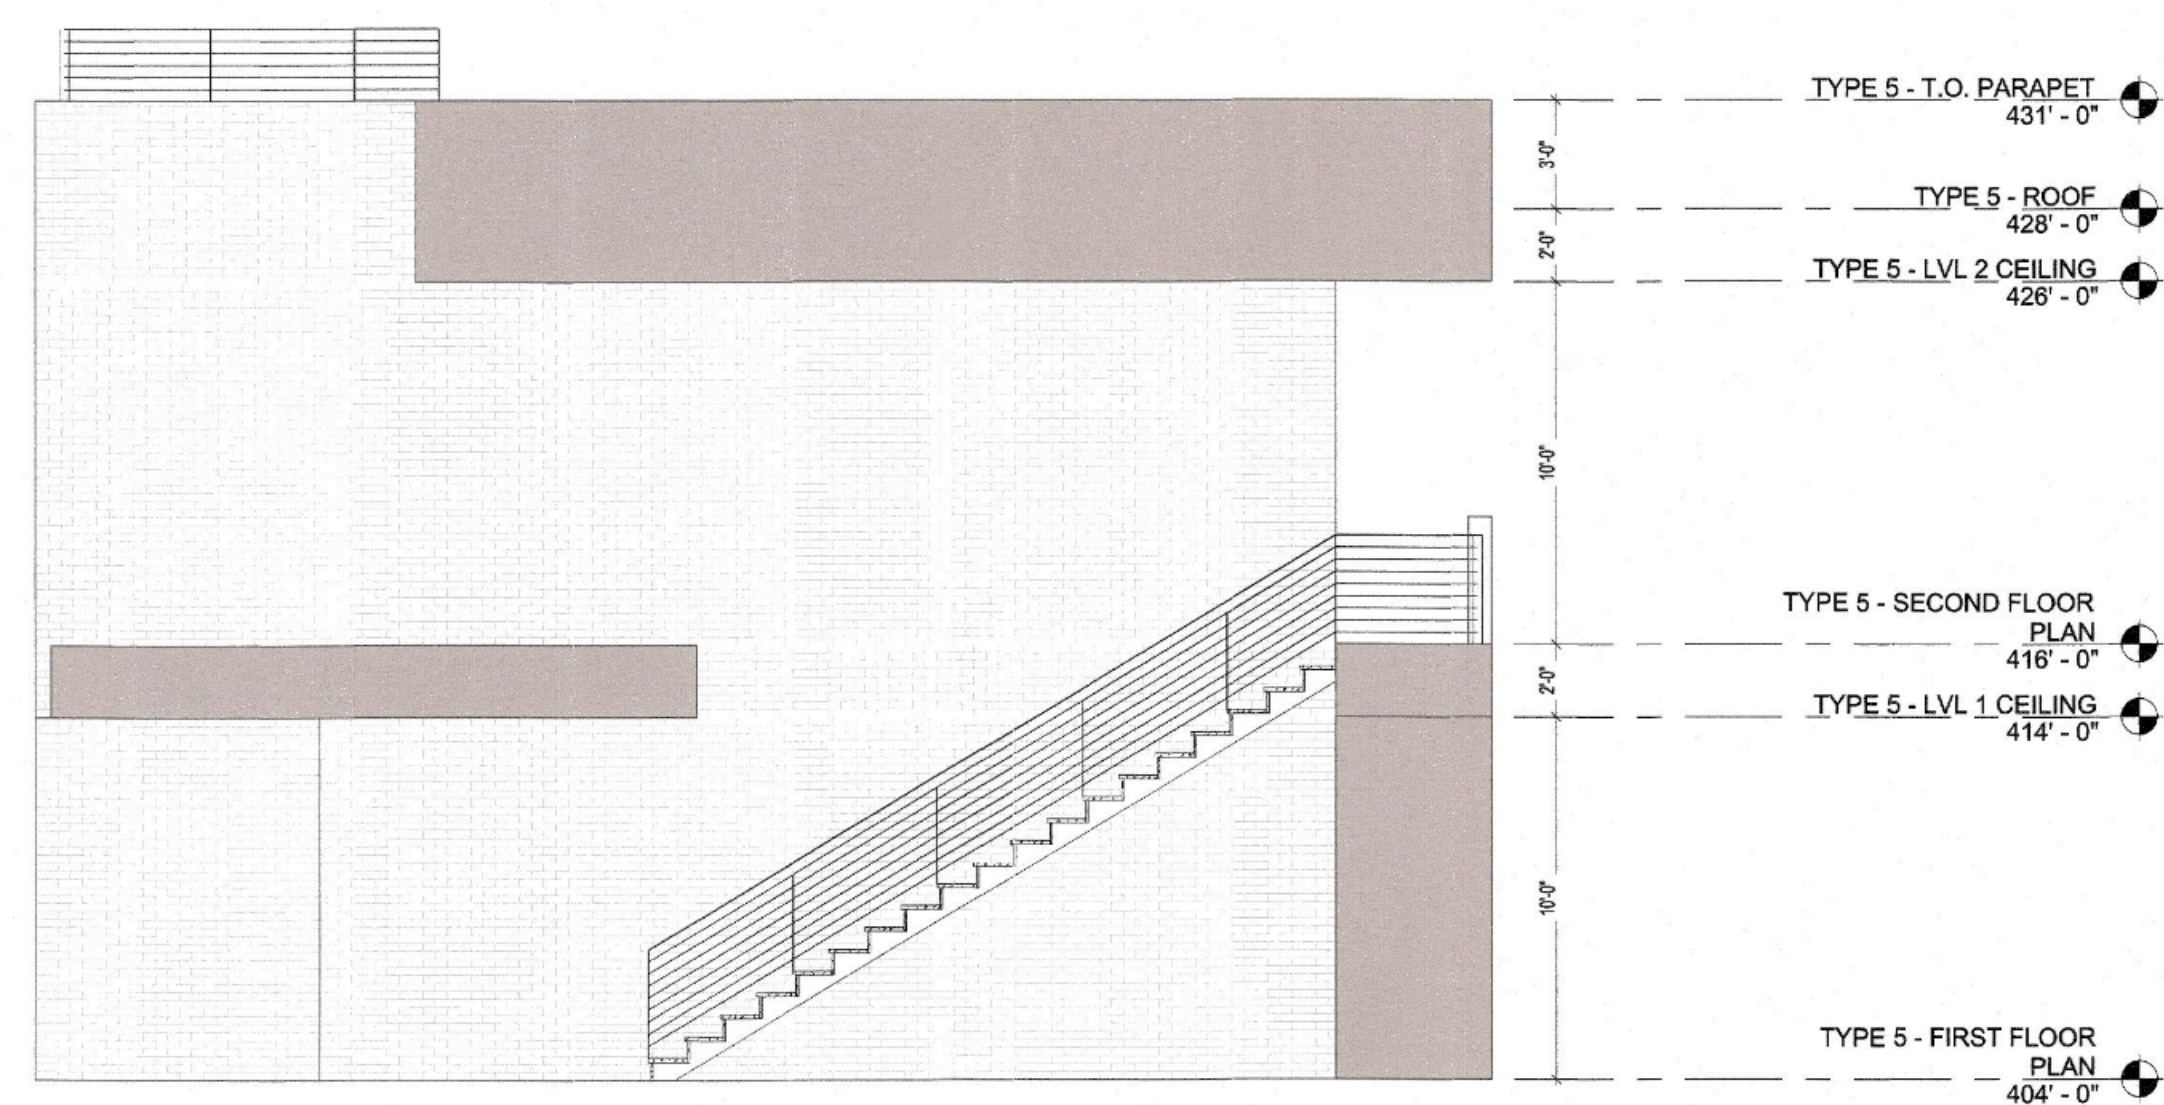 TYPE 5 - T.O. PARAPET
431' - 0"
3'-0"
TYPE 5 - ROOF
428' - 0"
2'-0"
TYPE 5 - LVL 2 CEILING
426' - 0"
10'-0"
TYPE 5 - SECOND FLOOR
PLAN
416' - 0"
2'-0"
TYPE 5 - LVL 1 CEILING
414' - 0"
10'-0"
TYPE 5 - FIRST FLOOR
PLAN
404' - 0"